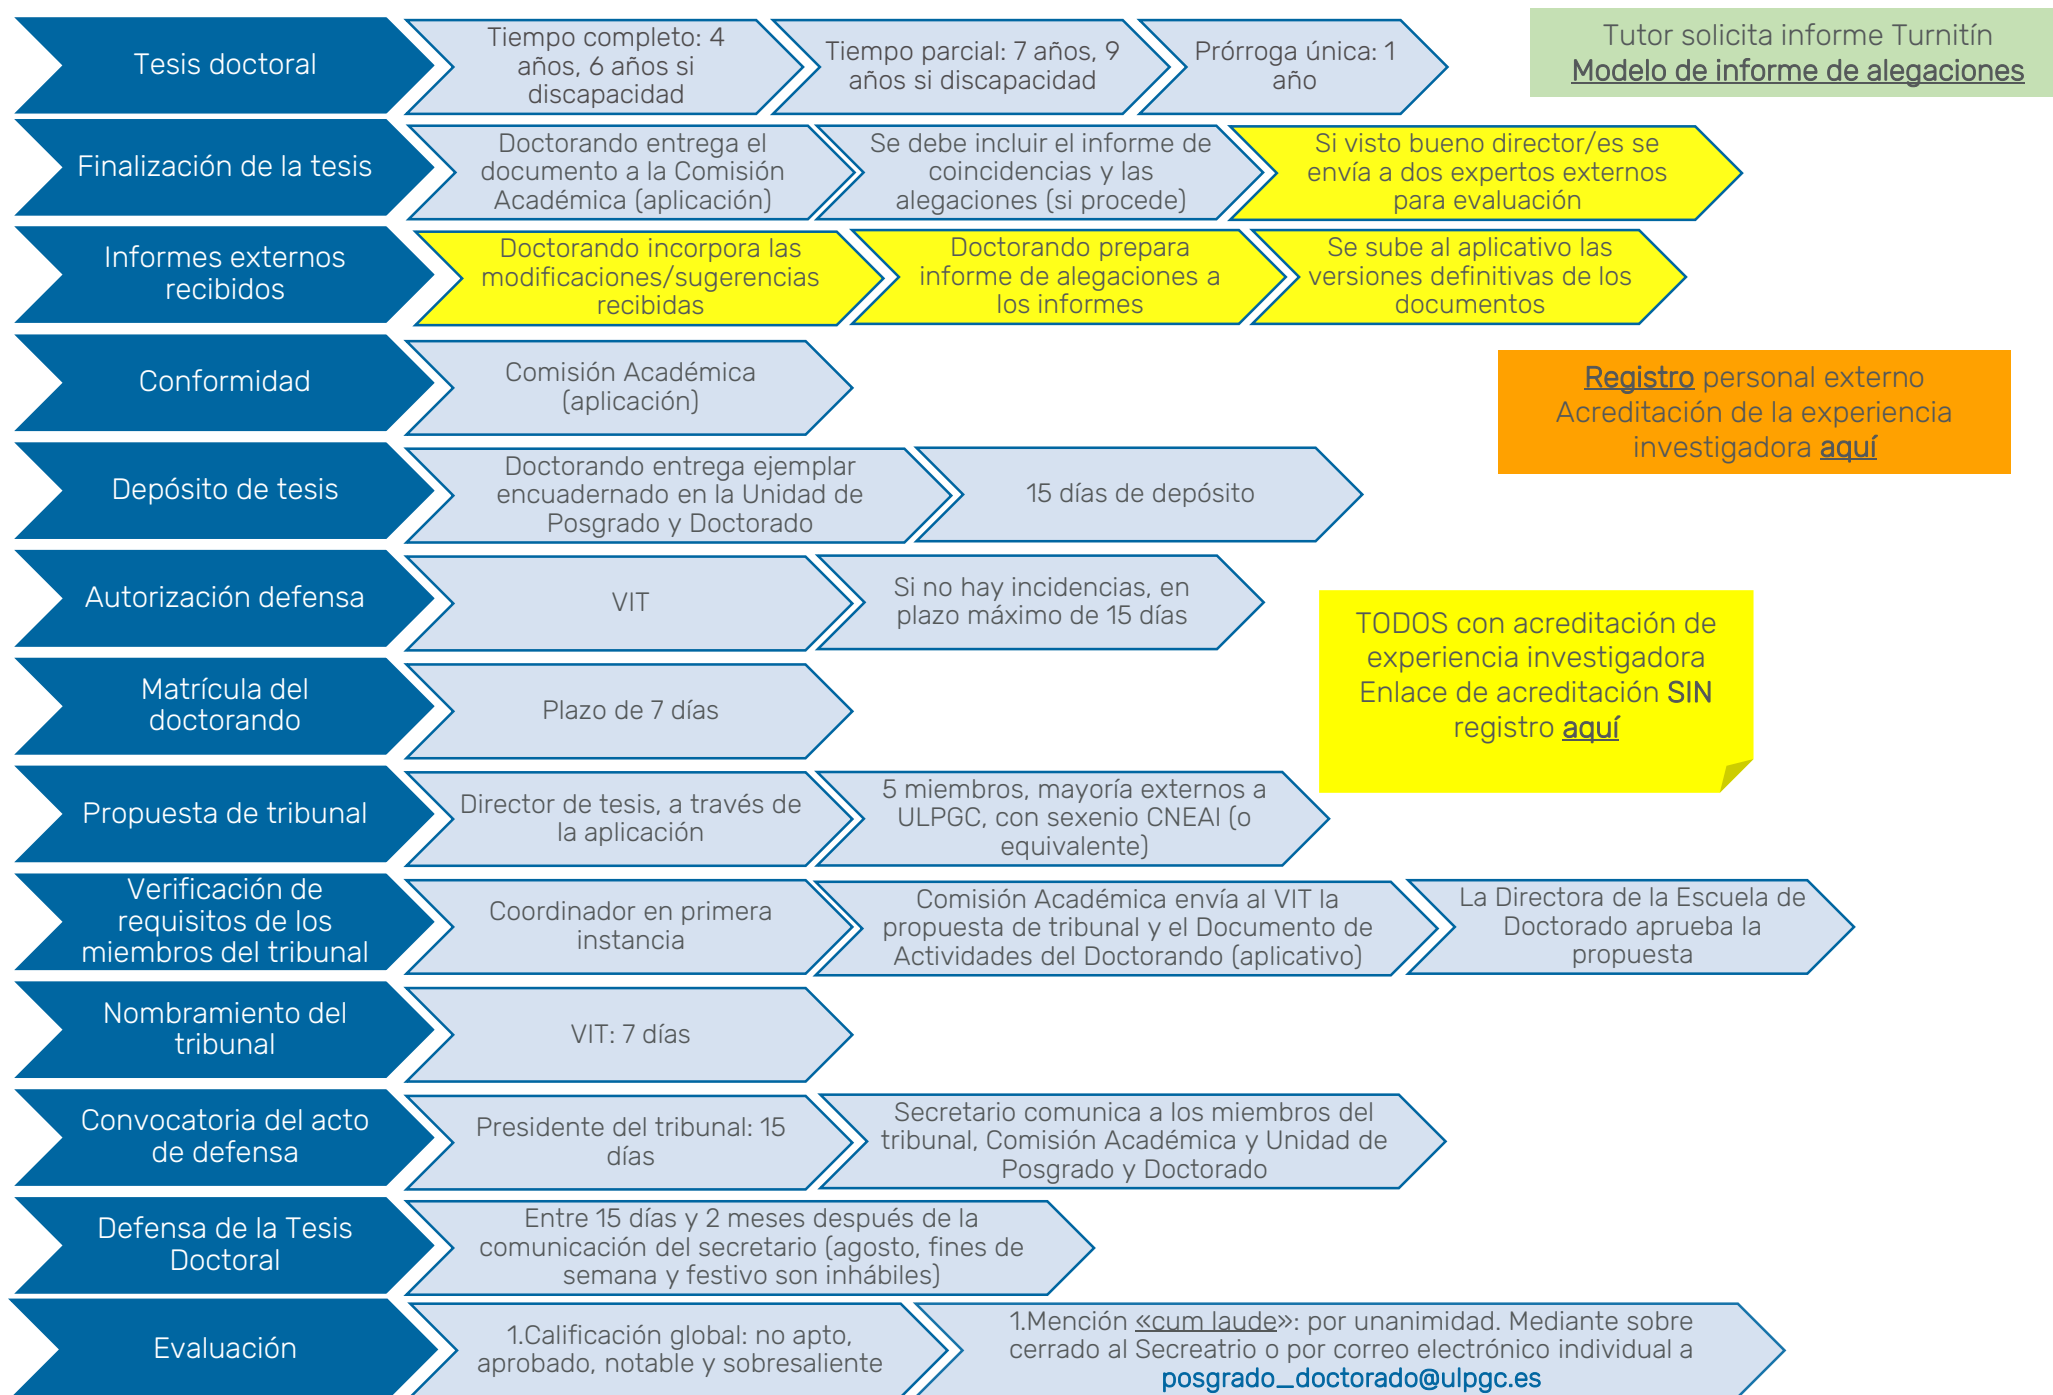 Tesis doctoral
Tiempo completo: 4
años, 6 años si
discapacidad
Tiempo parcial: 7 años, 9
años si discapacidad
Prórroga única: 1
año
Tutor solicita informe Turnitín
Modelo de informe de alegaciones
Finalización de la tesis
Doctorando entrega el
documento a la Comisión
Académica (aplicación)
Se debe incluir el informe de
coincidencias y las
alegaciones (si procede)
Si visto bueno director/es se
envía a dos expertos externos
para evaluación
Informes externos
recibidos
Doctorando incorpora las
modificaciones/sugerencias
recibidas
Doctorando prepara
informe de alegaciones a
los informes
Se sube al aplicativo las
versiones definitivas de los
documentos
Conformidad
Comisión Académica
(aplicación)
Registro personal externo
Acreditación de la experiencia
investigadora aquí
Depósito de tesis
Doctorando entrega ejemplar
encuadernado en la Unidad de
Posgrado y Doctorado
15 días de depósito
Autorización defensa
VIT
Si no hay incidencias, en
plazo máximo de 15 días
TODOS con acreditación de
experiencia investigadora
Enlace de acreditación SIN
registro aquí
Matrícula del
doctorando
Plazo de 7 días
Propuesta de tribunal
Director de tesis, a través de
la aplicación
5 miembros, mayoría externos a
ULPGC, con sexenio CNEAI (o
equivalente)
Verificación de
requisitos de los
miembros del tribunal
Coordinador en primera
instancia
Comisión Académica envía al VIT la
propuesta de tribunal y el Documento de
Actividades del Doctorando (aplicativo)
La Directora de la Escuela de
Doctorado aprueba la
propuesta
Nombramiento del
tribunal
VIT: 7 días
Convocatoria del acto
de defensa
Presidente del tribunal: 15
días
Secretario comunica a los miembros del
tribunal, Comisión Académica y Unidad de
Posgrado y Doctorado
Defensa de la Tesis
Doctoral
Entre 15 días y 2 meses después de la
comunicación del secretario (agosto, fines de
semana y festivo son inhábiles)
Evaluación
1.Calificación global: no apto,
aprobado, notable y sobresaliente
1.Mención «cum laude»: por unanimidad. Mediante sobre
cerrado al Secreatrio o por correo electrónico individual a
posgrado_doctorado@ulpgc.es